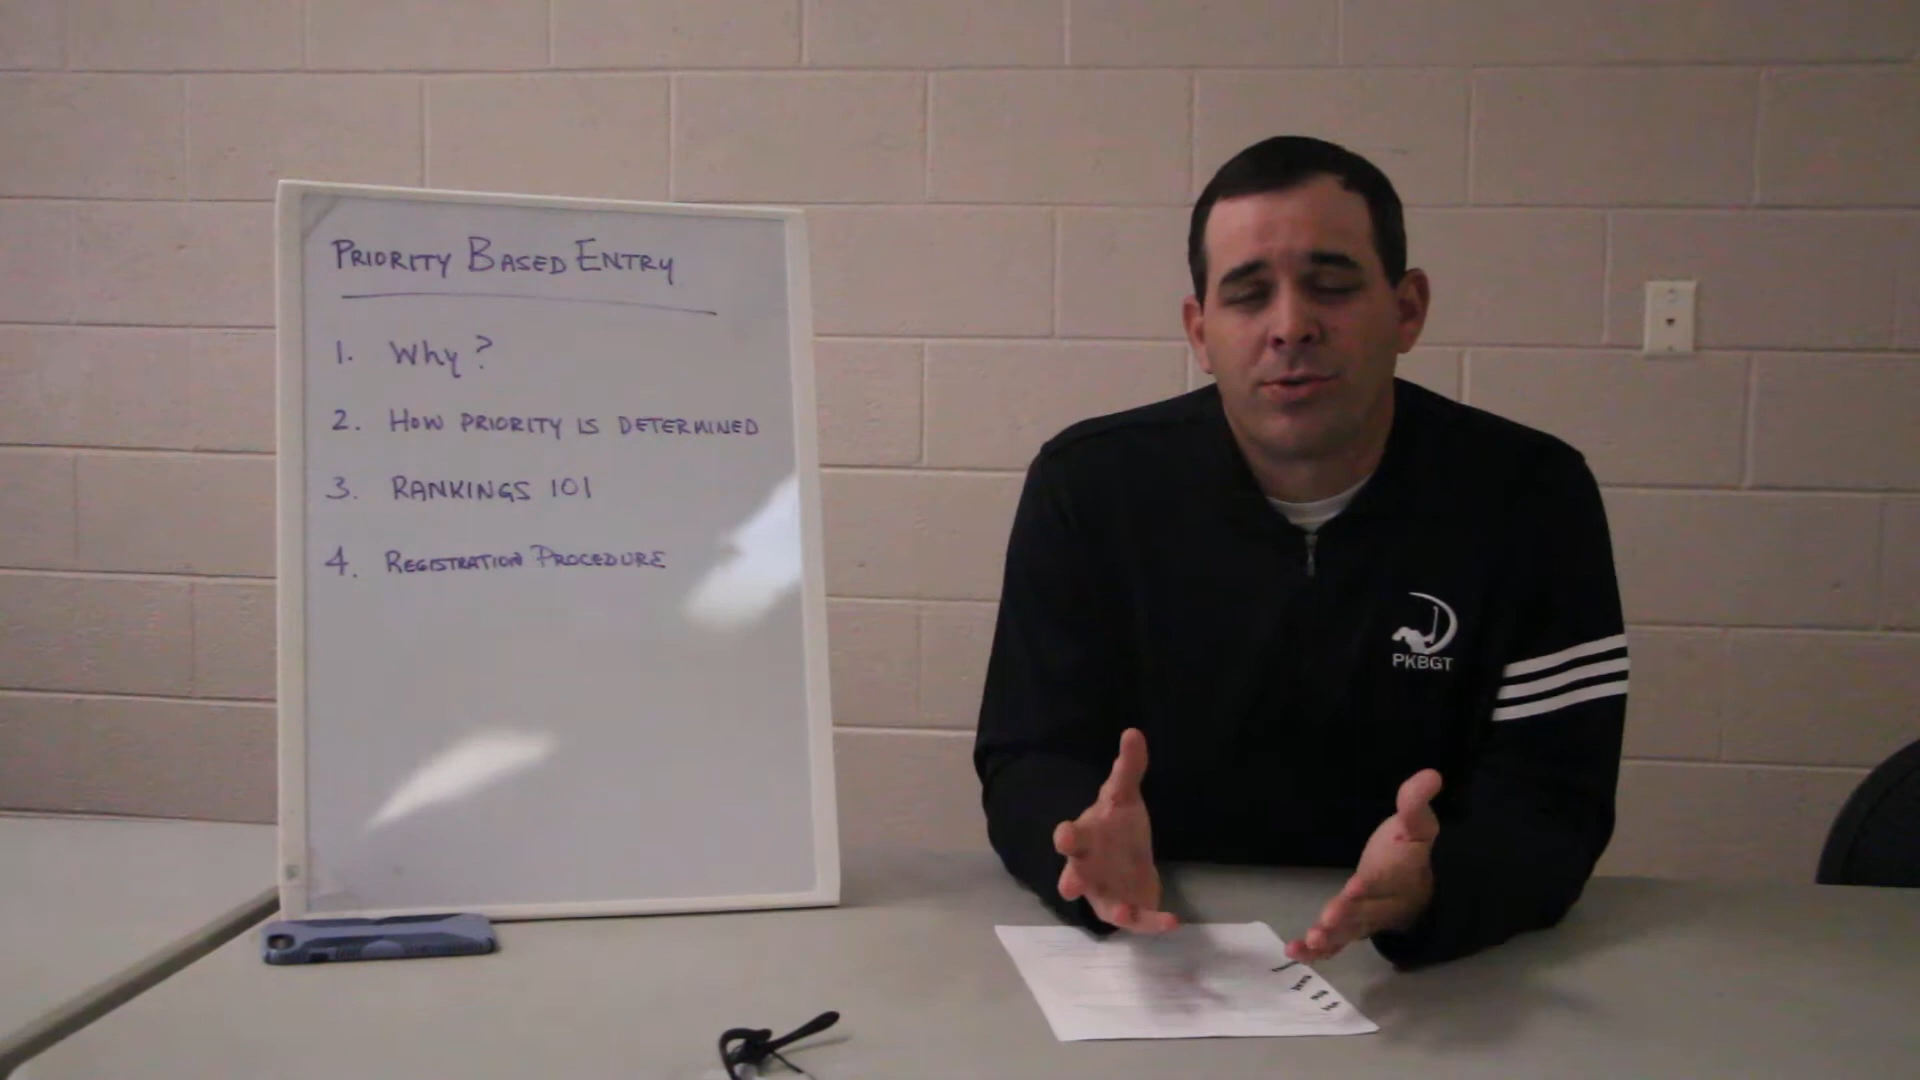 PRIORITY BASED ENTRY
1. Why?
2. HOW PRIORITY IS DETERMINED
3. RANKINGS 101
4. REGISTRATION PROCEDURE
PKBGT